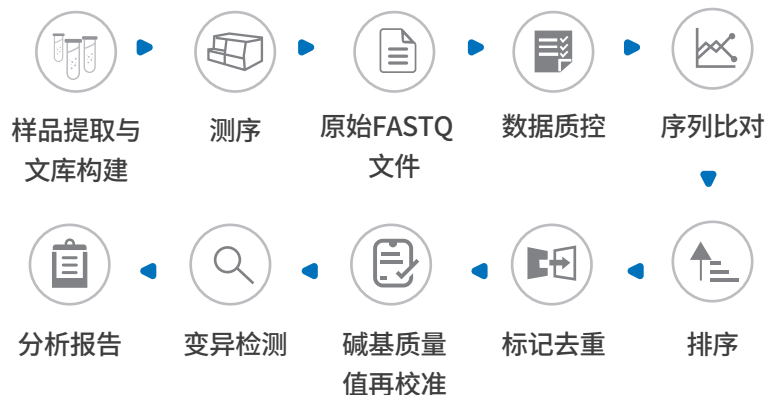 样品提取与
文库构建
测序
原始FASTQ
文件
数据质控
序列比对
分析报告
变异检测
碱基质量
值再校准
标记去重
排序